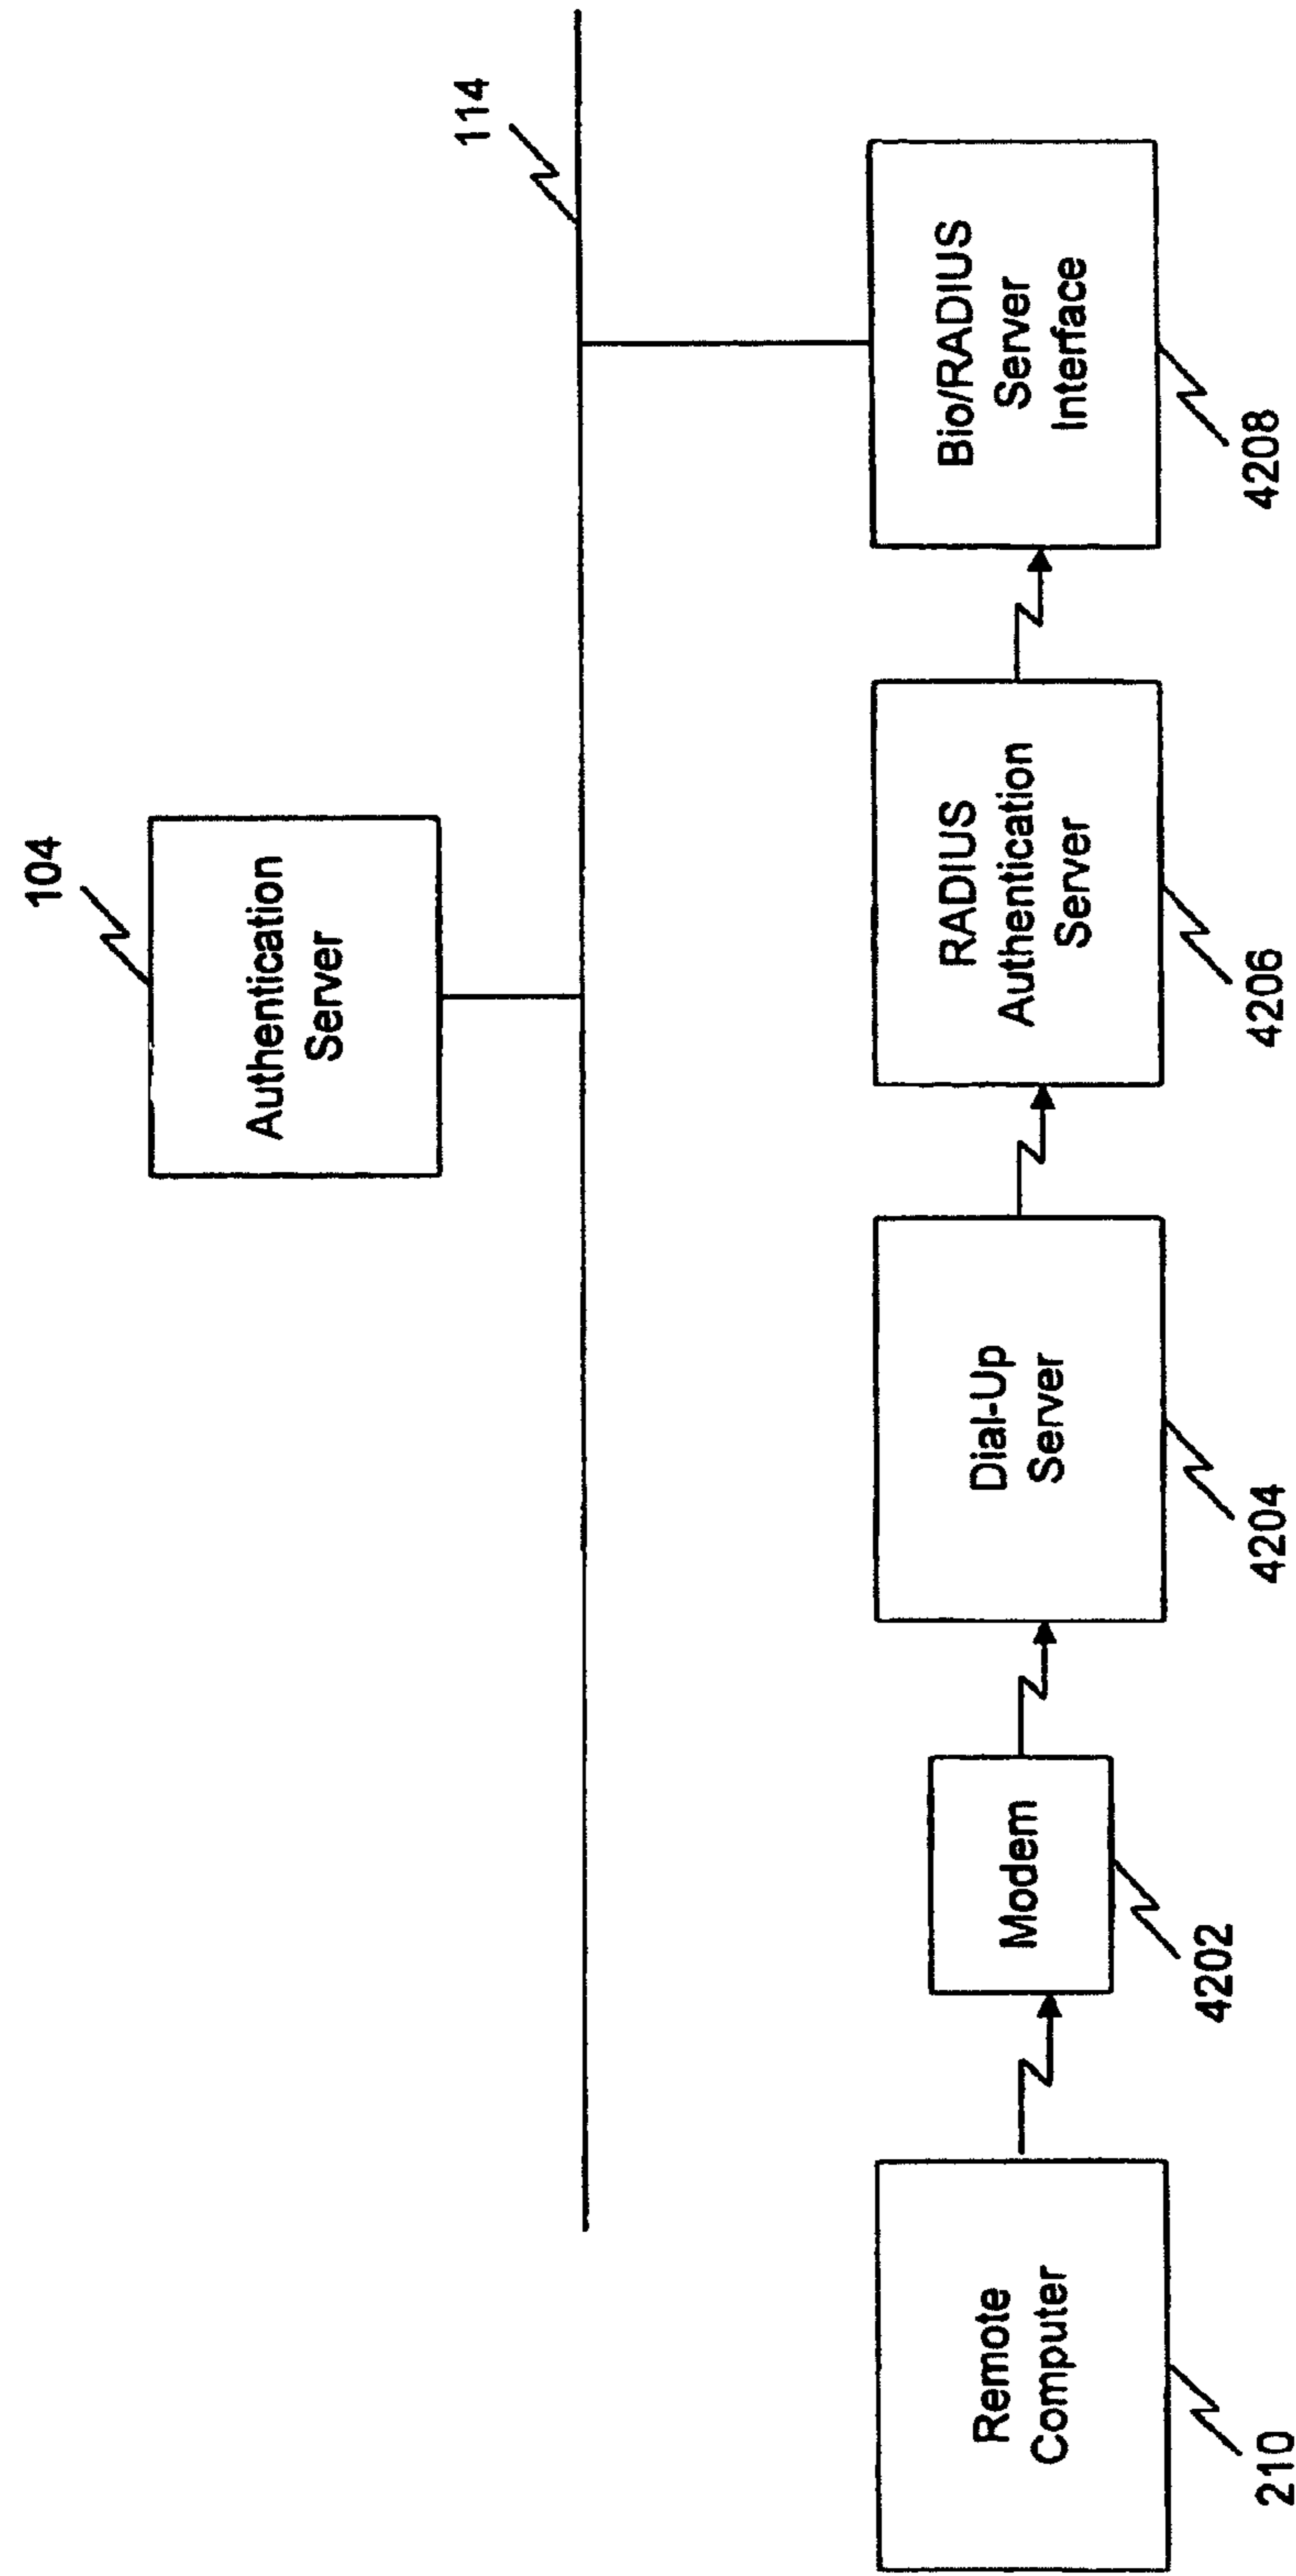 104
Authentication
Server
114
Remote
Computer
210
Modem
4202
Dial-Up
Server
4204
RADIUS
Authentication
Server
4206
Bio/RADIUS
Server
Interface
4208